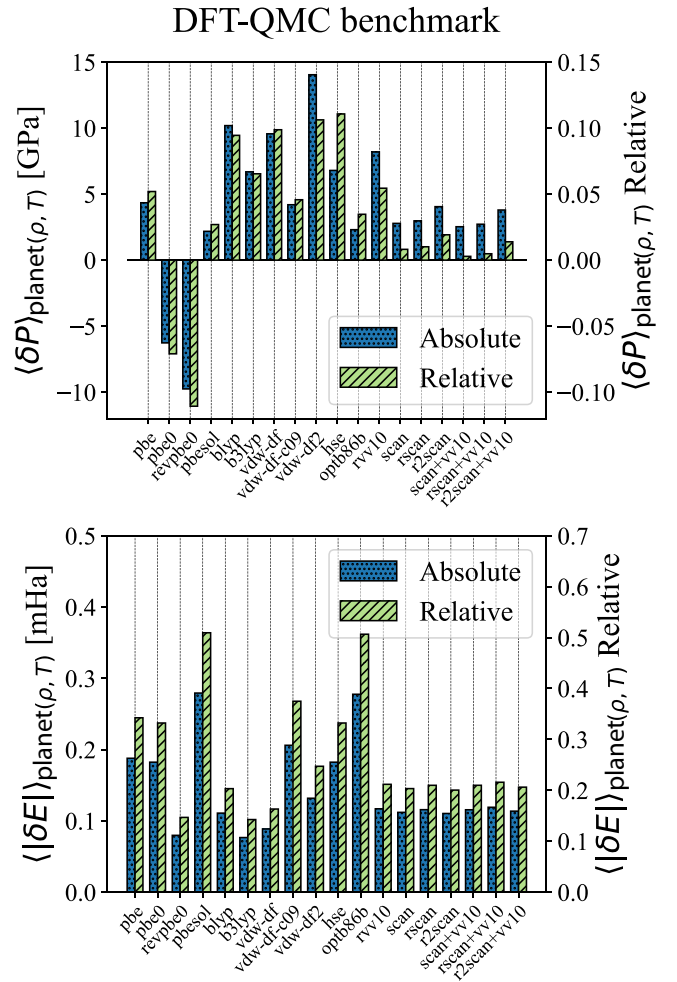 DFT-QMC benchmark
⟨δP⟩planet(ρ, T) [GPa]
15
10
5
0
−5
−10
0.15
0.10
0.05
0.00
−0.05
−0.10
⟨δP⟩planet(ρ, T) Relative
Absolute
Relative
pbe
pbe0
revpbe0
pbesol
blyp
b3lyp
vdw-df
vdw-df-c09
vdw-df2
hse
optb86b
rvv10
scan
rscan
r2scan
scan+vv10
rscan+vv10
r2scan+vv10
⟨|δE|⟩planet(ρ, T) [mHa]
0.5
0.4
0.3
0.2
0.1
0.0
0.7
0.6
0.5
0.4
0.3
0.2
0.1
0.0
⟨|δE|⟩planet(ρ, T) Relative
Absolute
Relative
pbe
pbe0
revpbe0
pbesol
blyp
b3lyp
vdw-df
vdw-df-c09
vdw-df2
hse
optb86b
rvv10
scan
rscan
r2scan
scan+vv10
rscan+vv10
r2scan+vv10